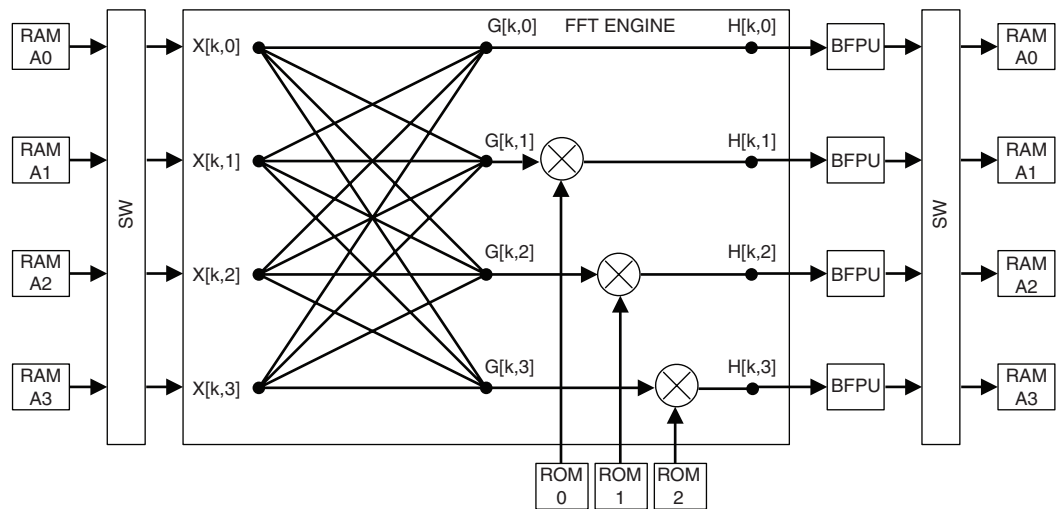 G[k,0] FFT ENGINE H[k,0]
RAM
A0
X[k,0]
BFPU
RAM
A0
G[k,1] H[k,1]
RAM
A1
X[k,1]
BFPU
RAM
A1
SW
SW
G[k,2] H[k,2]
RAM
A2
X[k,2]
BFPU
RAM
A2
G[k,3] H[k,3]
RAM
A3
X[k,3]
BFPU
RAM
A3
ROM
0
ROM
1
ROM
2